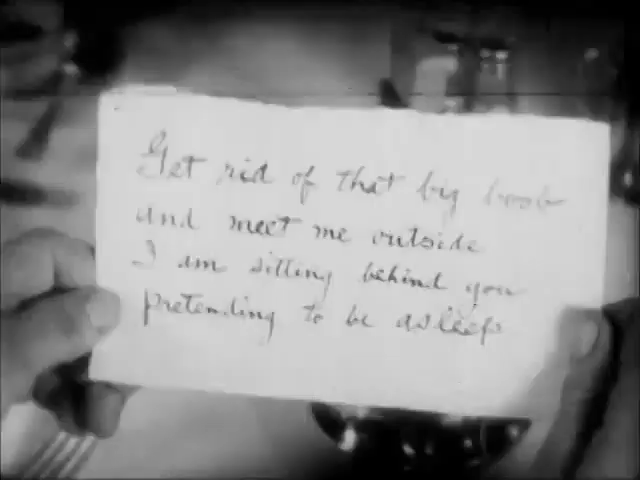 Get rid of that big boob
and meet me outside
I am sitting behind you
pretending to be asleep